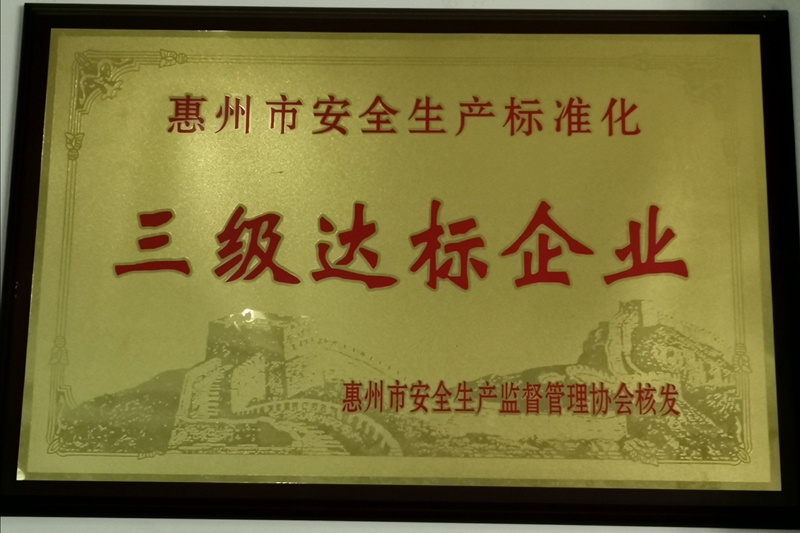 惠州市安全生产标准化
三级达标企业
惠州市安全生产监督管理协会核发